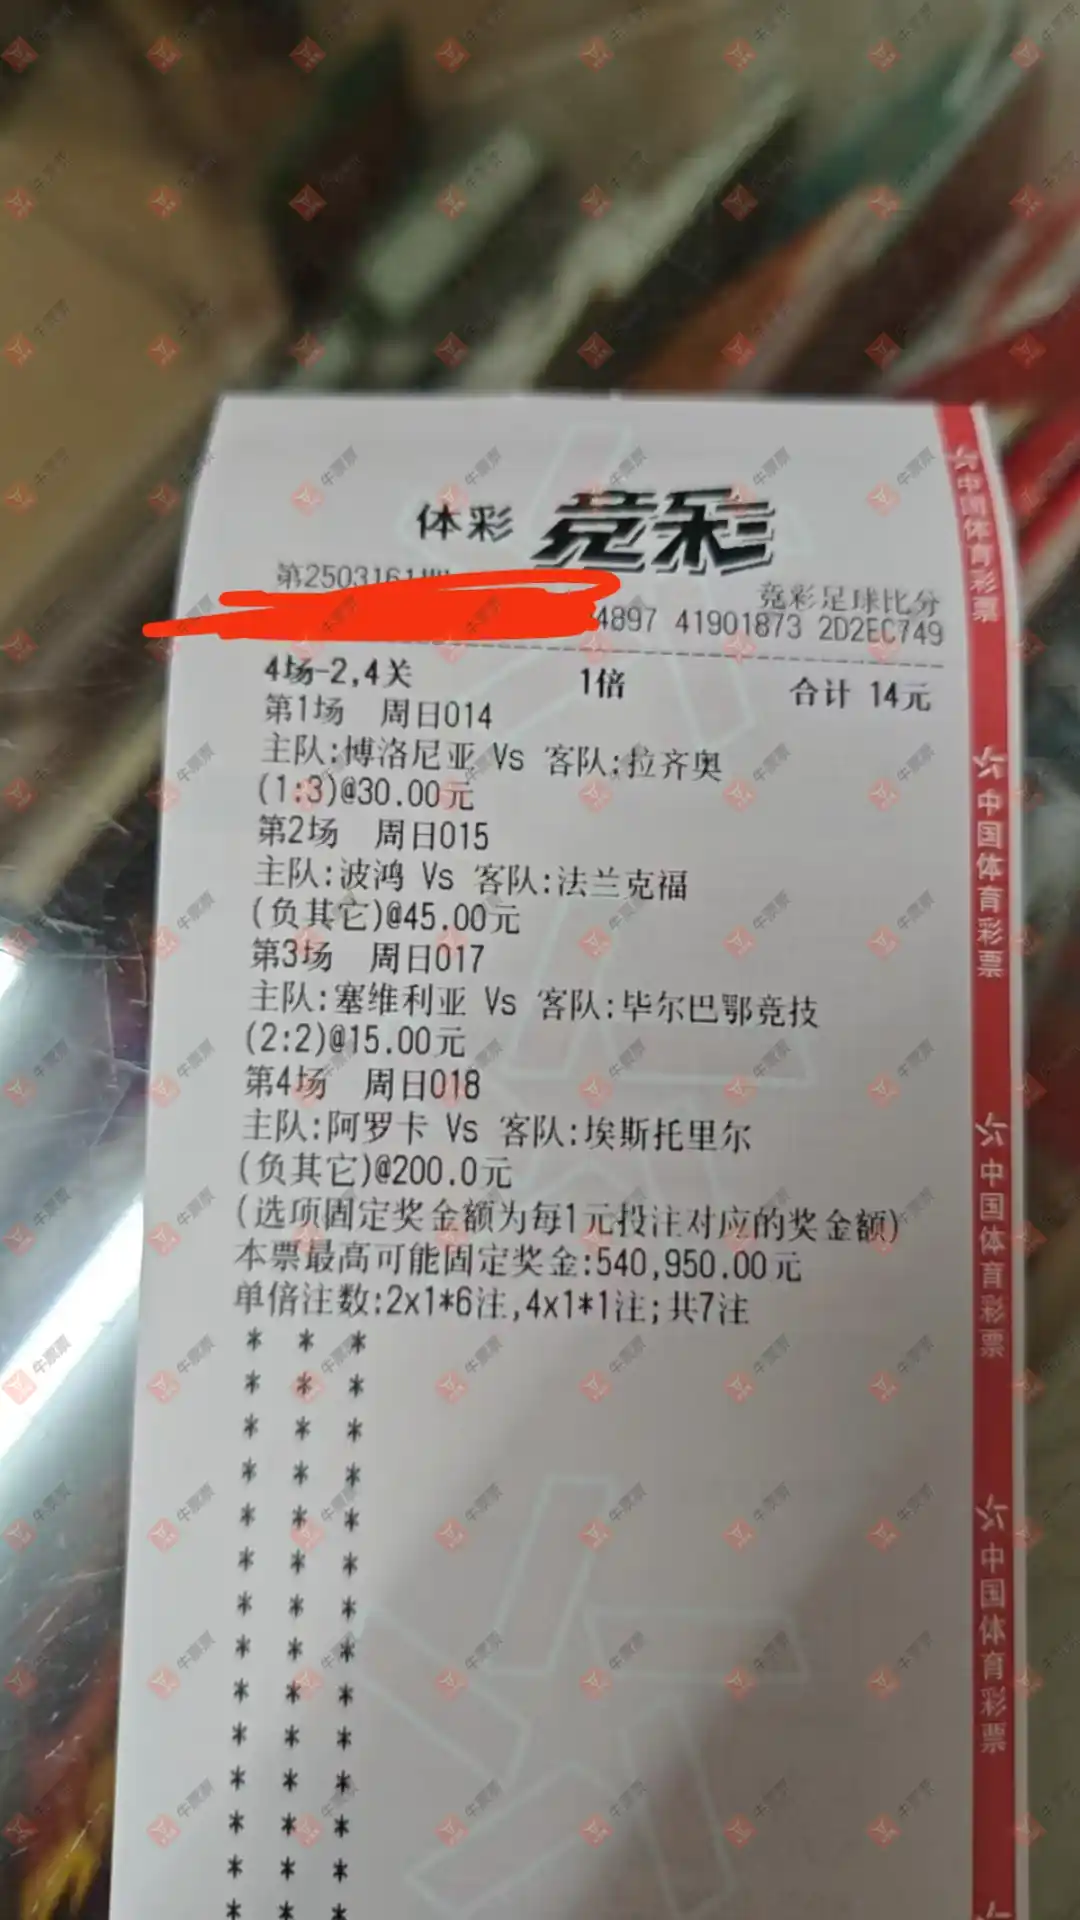 体彩 竞彩
竞彩足球比分
4897 41901873 2D2EC749
4场-2,4关 1倍 合计 14元
第1场 周日014
主队:博洛尼亚 Vs 客队:拉齐奥
(1:3)@30.00元
第2场 周日015
主队:波鸿 Vs 客队:法兰克福
(负其它)@45.00元
第3场 周日017
主队:塞维利亚 Vs 客队:毕尔巴鄂竞技
(2:2)@15.00元
第4场 周日018
主队:阿罗卡 Vs 客队:埃斯托里尔
(负其它)@200.0元
(选项固定奖金额为每1元投注对应的奖金额)
本票最高可能固定奖金:540,950.00元
单倍注数:2x1*6注,4x1*1注;共7注
中国体育彩票
中国体育彩票
中国体育彩票
中国体育彩票
牛票票